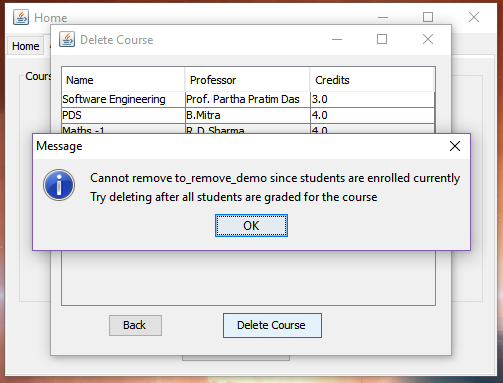 Home
Delete Course
Home
Cours
Name Professor Credits
Software Engineering Prof. Partha Pratim Das 3.0
PDS B.Mitra 4.0
Maths -1 R.D.Sharma 4.0
Message
Cannot remove to_remove_demo since students are enrolled currently
Try deleting after all students are graded for the course
OK
Back Delete Course